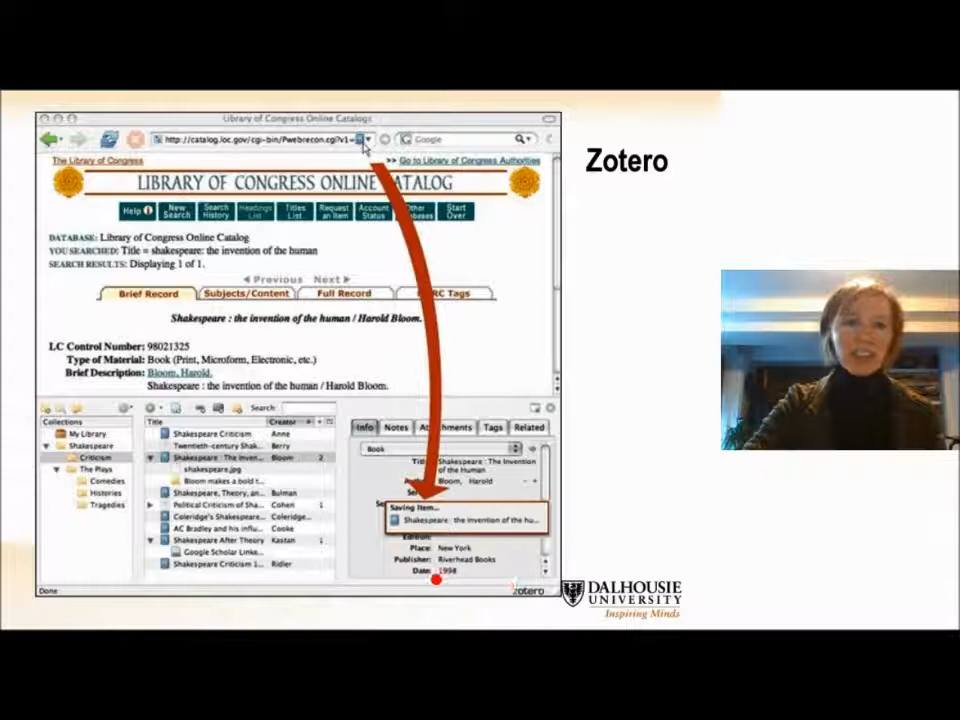 Library of Congress Online Catalogs
http://catalog.loc.gov/cgi-bin/Pwebrecon.cgi?v1=
Google
The Library of Congress
>> Go to Library of Congress Authorities
LIBRARY OF CONGRESS ONLINE CATALOG
Help
New Search
Search History
Headings List
Titles List
Request an Item
Account Status
Other
Start Over
DATABASE: Library of Congress Online Catalog
YOU SEARCHED: Title = shakespeare: the invention of the human
SEARCH RESULTS: Displaying 1 of 1.
Previous Next
Brief Record
Subjects/Content
Full Record
RC Tags
Shakespeare : the invention of the human / Harold Bloom.
LC Control Number: 98021325
Type of Material: Book (Print, Microform, Electronic, etc.)
Brief Description: Bloom, Harold.
Shakespeare : the invention of the human / Harold Bloom.
Search:
Collections
My Library
Shakespeare
Criticism
The Plays
Comedies
Histories
Tragedies
Title Creator
Shakespeare Criticism Anne
Twentieth-century Shak... Berry
Shakespeare : The Inven... Bloom 2
shakespeare.jpg
Bloom makes a bold t...
Shakespeare, Theory, an... Bulman
Political Criticism of Sha... Cohen 1
Coleridge's Shakespeare... Coleridge...
AC Bradley and his influ... Cooke
Shakespeare After Theory Kastan 1
Google Scholar Linke...
Shakespeare Criticism 1... Ridler
Info Notes Attachments Tags Related
Book
Title: Shakespeare : The Invention
of the Human
Bloom, Harold
Saving Item...
Shakespeare : the invention of the hu...
Edition:
Place: New York
Publisher: Riverhead Books
Date: 1998
Done
zotero
Zotero
DALHOUSIE
UNIVERSITY
Inspiring Minds